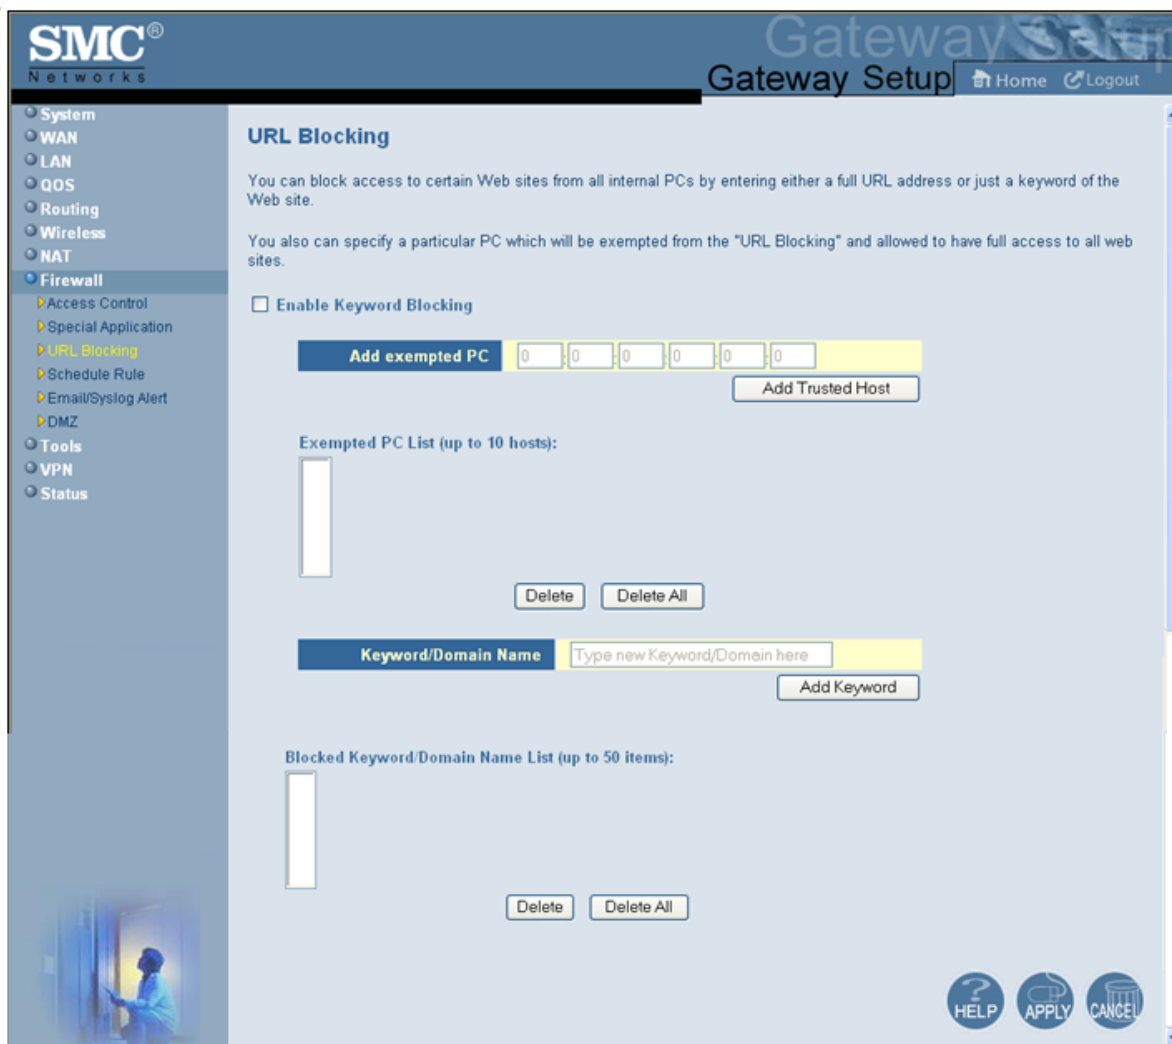 SMC®
Networks
Gateway Setup
Gateway Setup
Home
Logout
System
WAN
LAN
QOS
Routing
Wireless
NAT
Firewall
Access Control
Special Application
URL Blocking
Schedule Rule
Email/Syslog Alert
DMZ
Tools
VPN
Status
URL Blocking
You can block access to certain Web sites from all internal PCs by entering either a full URL address or just a keyword of the
Web site.
You also can specify a particular PC which will be exempted from the "URL Blocking" and allowed to have full access to all web
sites.
Enable Keyword Blocking
Add exempted PC 0 : 0 : 0 : 0 : 0 : 0
Add Trusted Host
Exempted PC List (up to 10 hosts):
Delete Delete All
Keyword/Domain Name Type new Keyword/Domain here
Add Keyword
Blocked Keyword/Domain Name List (up to 50 items):
Delete Delete All
HELP APPLY CANCEL